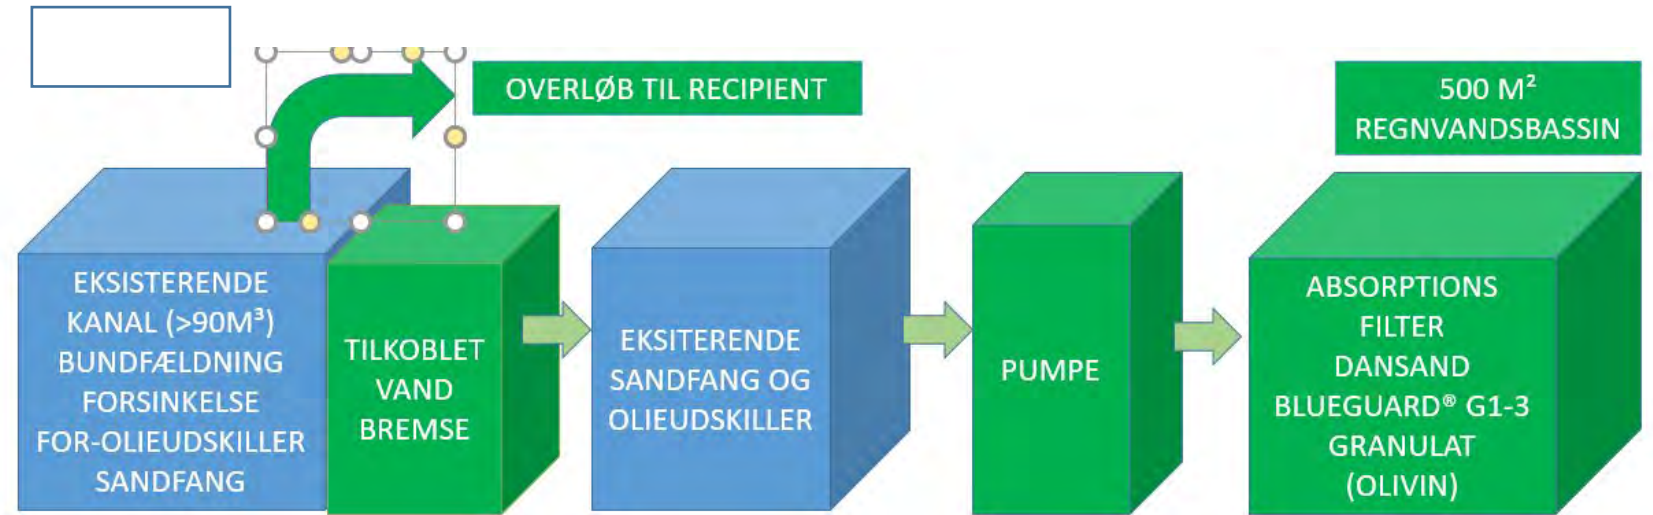 OVERLØB TIL RECIPIENT
500 M²
REGNVANDSBASSIN
EKSISTERENDE
KANAL (>90M³)
BUNDFÆLDNING
FORSINKELSE
FOR-OLIEUDSKILLER
SANDFANG
TILKOBLET
VAND
BREMSE
EKSITERENDE
SANDFANG OG
OLIEUDSKILLER
PUMPE
ABSORPTIONS
FILTER
DANSAND
BLUEGUARD® G1-3
GRANULAT
(OLIVIN)